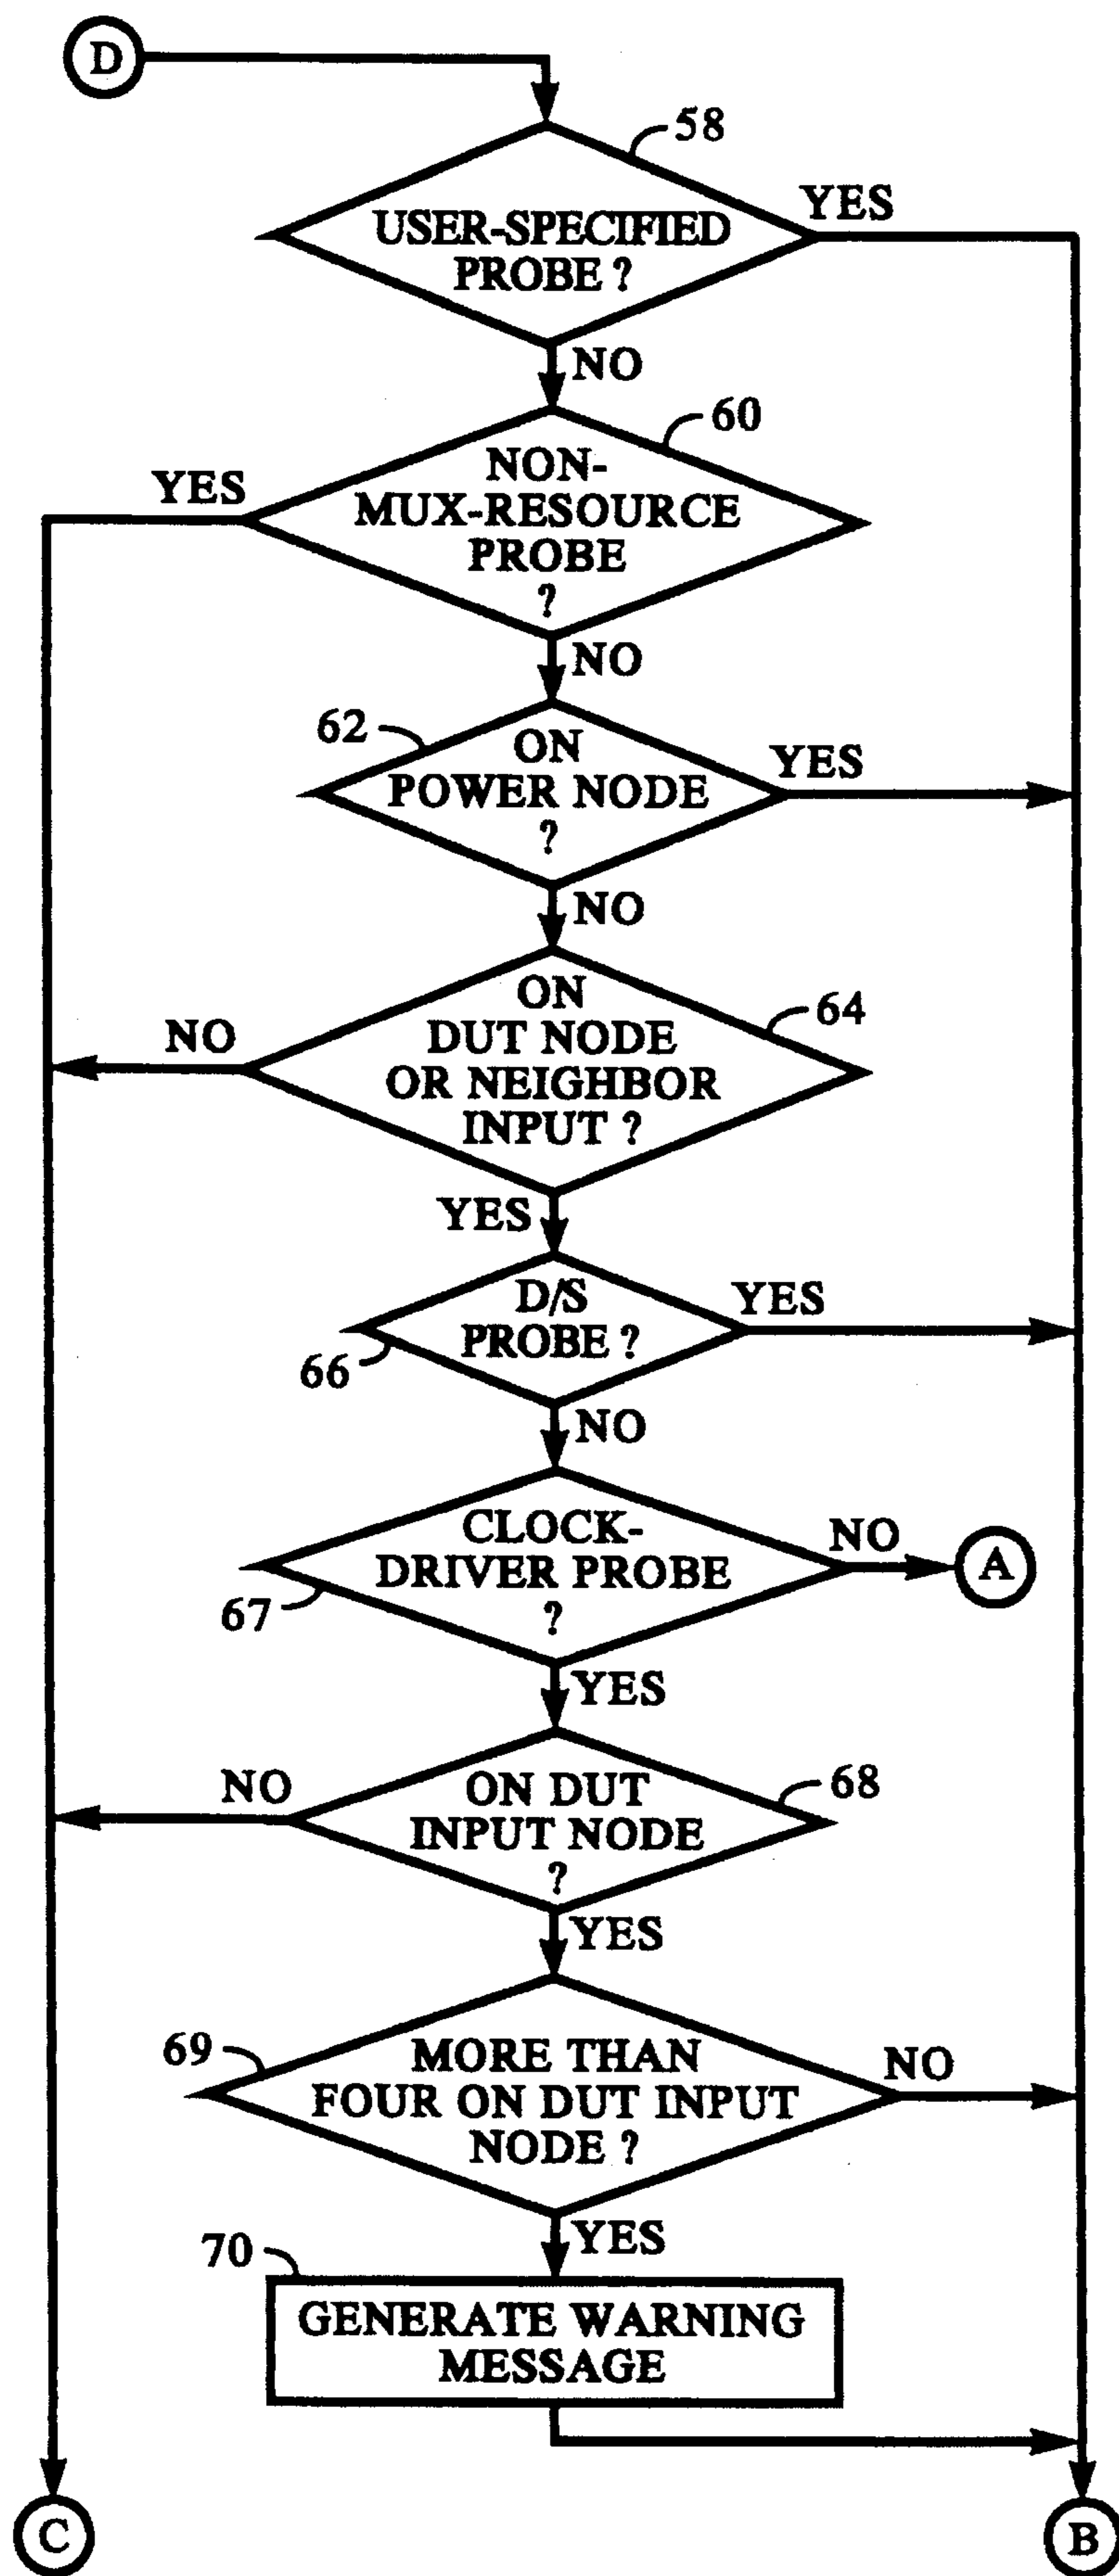 D
58
USER-SPECIFIED
PROBE ?
YES
NO
60
NON-
MUX-RESOURCE
PROBE
?
YES
NO
62
ON
POWER NODE
?
YES
NO
64
ON
DUT NODE
OR NEIGHBOR
INPUT ?
NO
YES
D/S
PROBE ?
66
YES
NO
CLOCK-
DRIVER PROBE
?
67
NO
A
YES
68
ON DUT
INPUT NODE
?
NO
YES
69
MORE THAN
FOUR ON DUT INPUT
NODE ?
NO
YES
70
GENERATE WARNING
MESSAGE
C
B